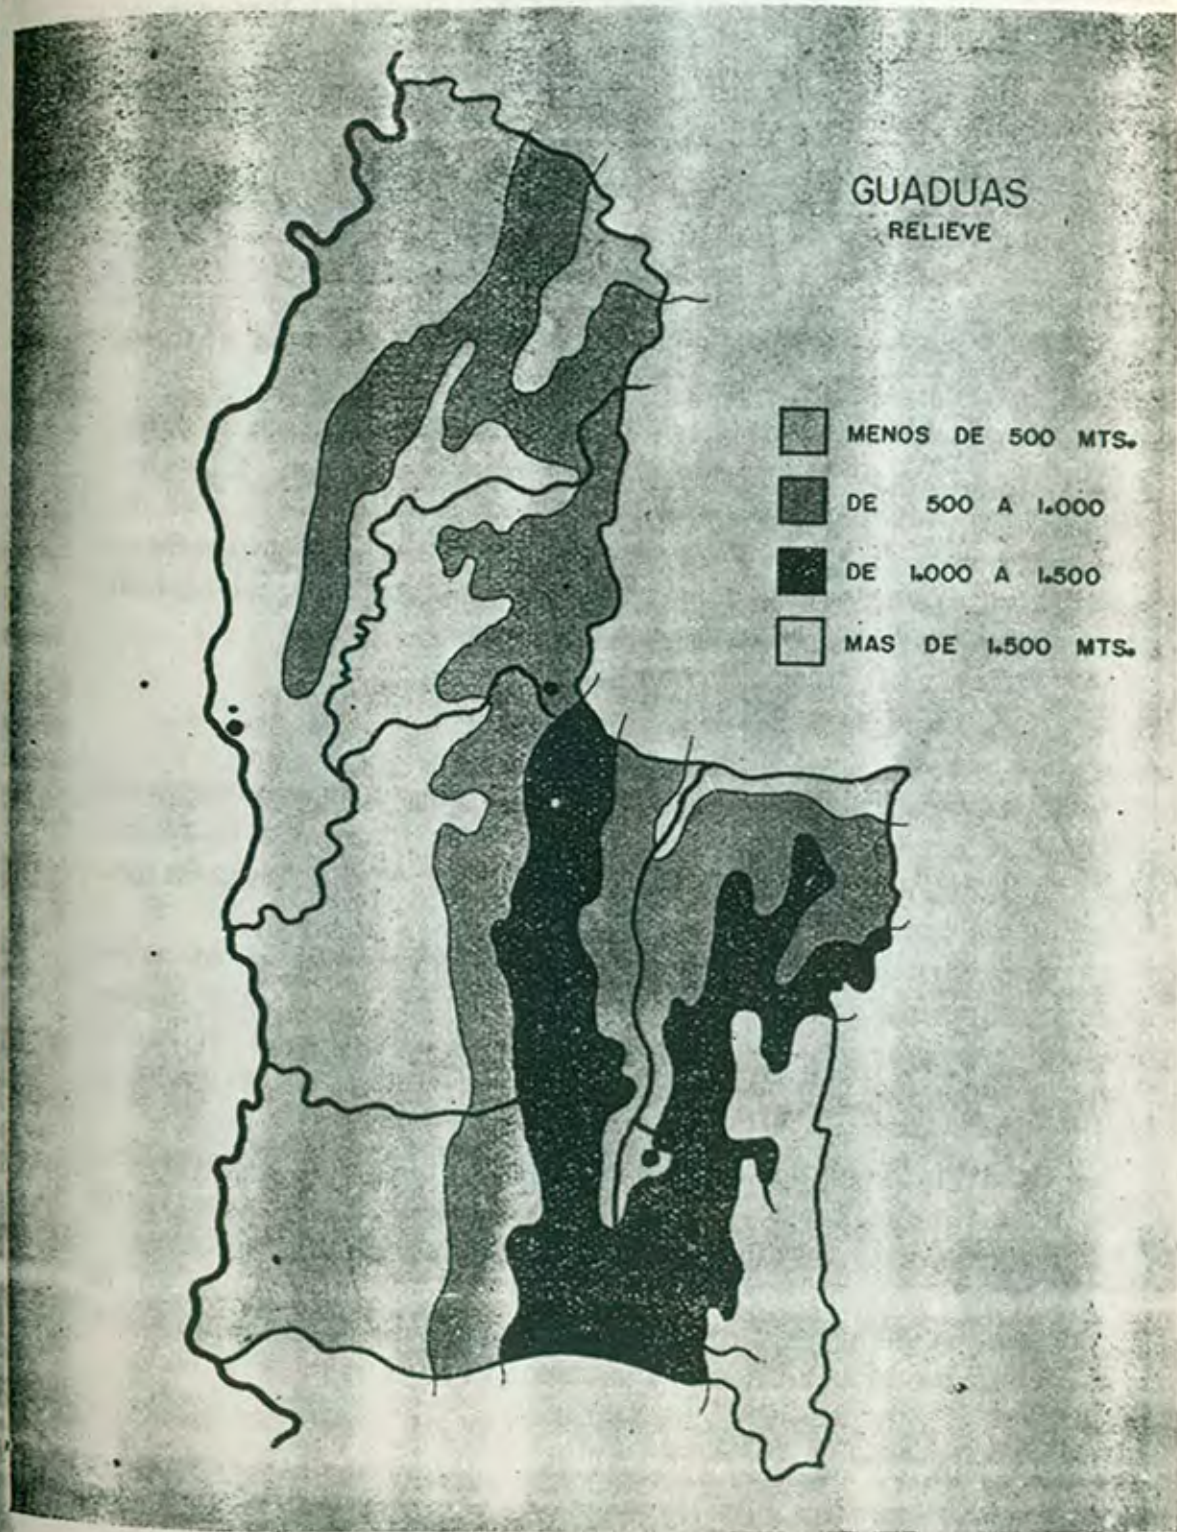 GUADUAS
RELIEVE
MENOS DE 500 MTS.
DE 500 A 1.000
DE 1.000 A 1.500
MAS DE 1.500 MTS.